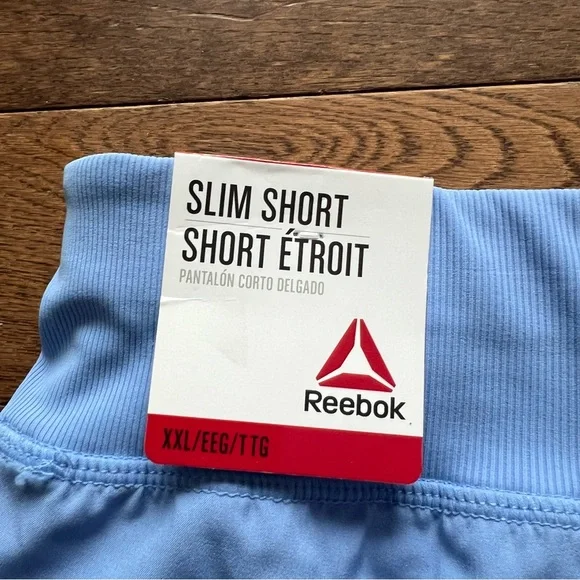 SLIM SHORT
SHORT ÉTROIT
PANTALÓN CORTO DELGADO
Reebok
XXL/EEG/TTG